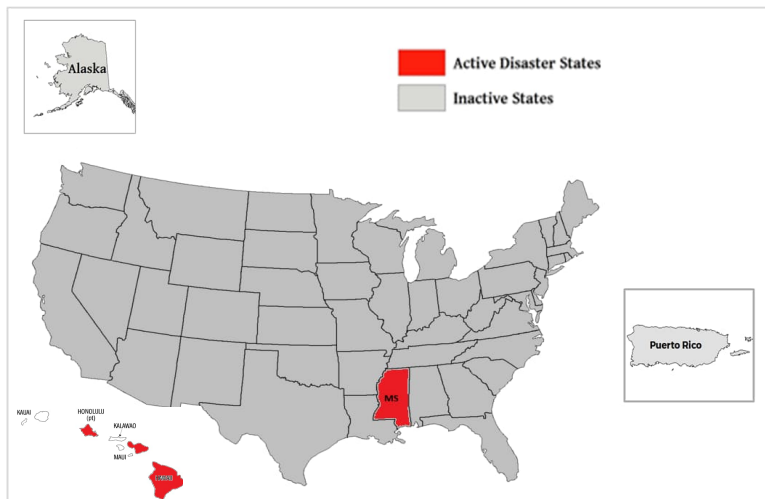 Alaska
Active Disaster States
Inactive States
Puerto Rico
MS
KAUAI
HONOLULU
(pt)
KALAWAO
MAUI